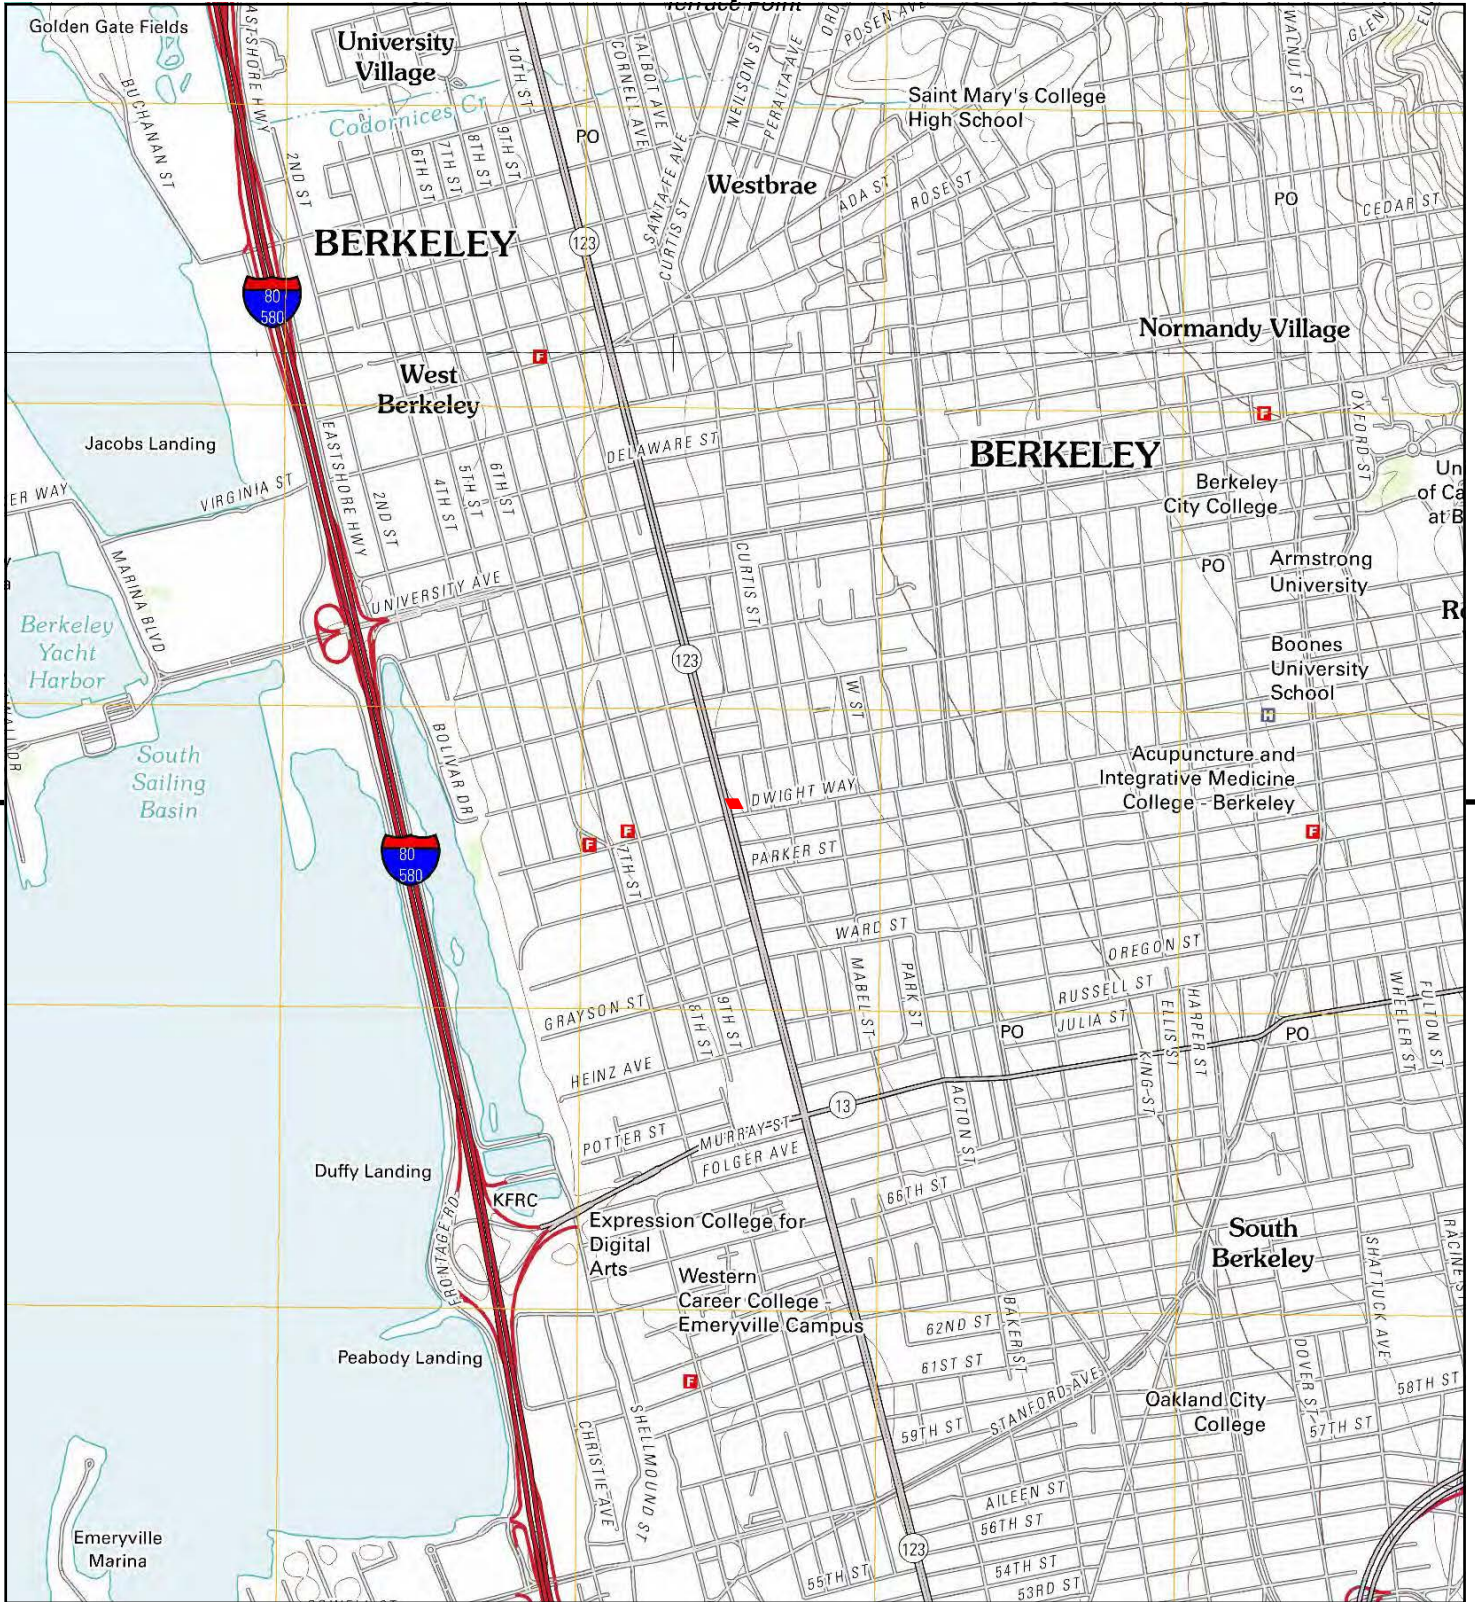 Terrace Point
Golden Gate Fields
EASTSHORE HWY
University
Village
10TH ST
TALBOT AVE
CORNELL AVE
NEILSON ST
PERALTA AVE
POSEN AVE
WALNUT ST
BUCHANAN ST
Codornices Cr
Saint Mary's College
High School
PO
2ND ST
6TH ST
7TH ST
8TH ST
9TH ST
SANTA FE AVE
CURTIS ST
Westbrae
ADA ST
ROSE ST
PO
CEDAR ST
BERKELEY
123
80
580
Normandy Village
F
West
Berkeley
F
OXFORD ST
Jacobs Landing
EASTSHORE HWY
DELAWARE ST
BERKELEY
ER WAY
VIRGINIA ST
2ND ST
4TH ST
5TH ST
6TH ST
Berkeley
City College
Un
of Ca
at B
MARINA BLVD
CURTIS ST
PO
Armstrong
University
UNIVERSITY AVE
Berkeley
Yacht
Harbor
123
Boones
University
School
W ST
H
BOLIVAR DR
South
Sailing
Basin
Acupuncture and
Integrative Medicine
College - Berkeley
DWIGHT WAY
F
F
F
80
580
7TH ST
PARKER ST
WARD ST
OREGON ST
MABEL ST
PARK ST
RUSSELL ST
JULIA ST
ELLIS ST
HARPER ST
WHEELER ST
FULTON ST
GRAYSON ST
8TH ST
9TH ST
PO
PO
KING ST
HEINZ AVE
13
ACTON ST
POTTER ST
MURRAY ST
FOLGER AVE
Duffy Landing
66TH ST
KFRC
FRONTAGE RD
Expression College for
Digital
Arts
South
Berkeley
SHATTUCK AVE
RACINE ST
Western
Career College -
Emeryville Campus
BAKER ST
62ND ST
DOVER ST
Peabody Landing
61ST ST
F
58TH ST
STANFORD AVE
Oakland City
College
CHRISTIE AVE
SHELLMOUND ST
59TH ST
57TH ST
AILEEN ST
56TH ST
Emeryville
Marina
123
54TH ST
55TH ST
53RD ST